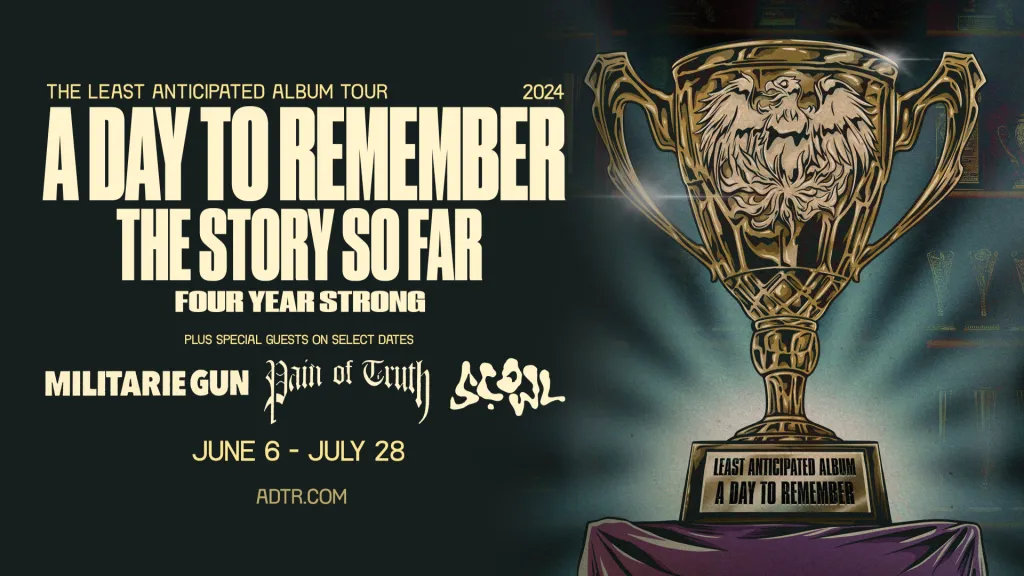 THE LEAST ANTICIPATED ALBUM TOUR 2024
A DAY TO REMEMBER
THE STORY SO FAR
FOUR YEAR STRONG
PLUS SPECIAL GUESTS ON SELECT DATES
MILITARIE GUN Pain of Truth SCOWL
JUNE 6 - JULY 28
ADTR.COM
LEAST ANTICIPATED ALBUM
A DAY TO REMEMBER